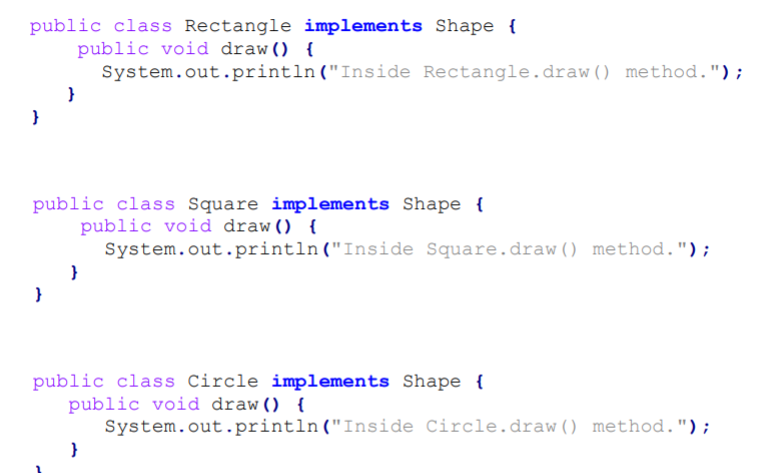 public class Rectangle implements Shape {
public void draw() {
System.out.println("Inside Rectangle.draw() method.");
}
}
public class Square implements Shape {
public void draw() {
System.out.println("Inside Square.draw() method.");
}
}
public class Circle implements Shape {
public void draw() {
System.out.println("Inside Circle.draw() method.");
}
}